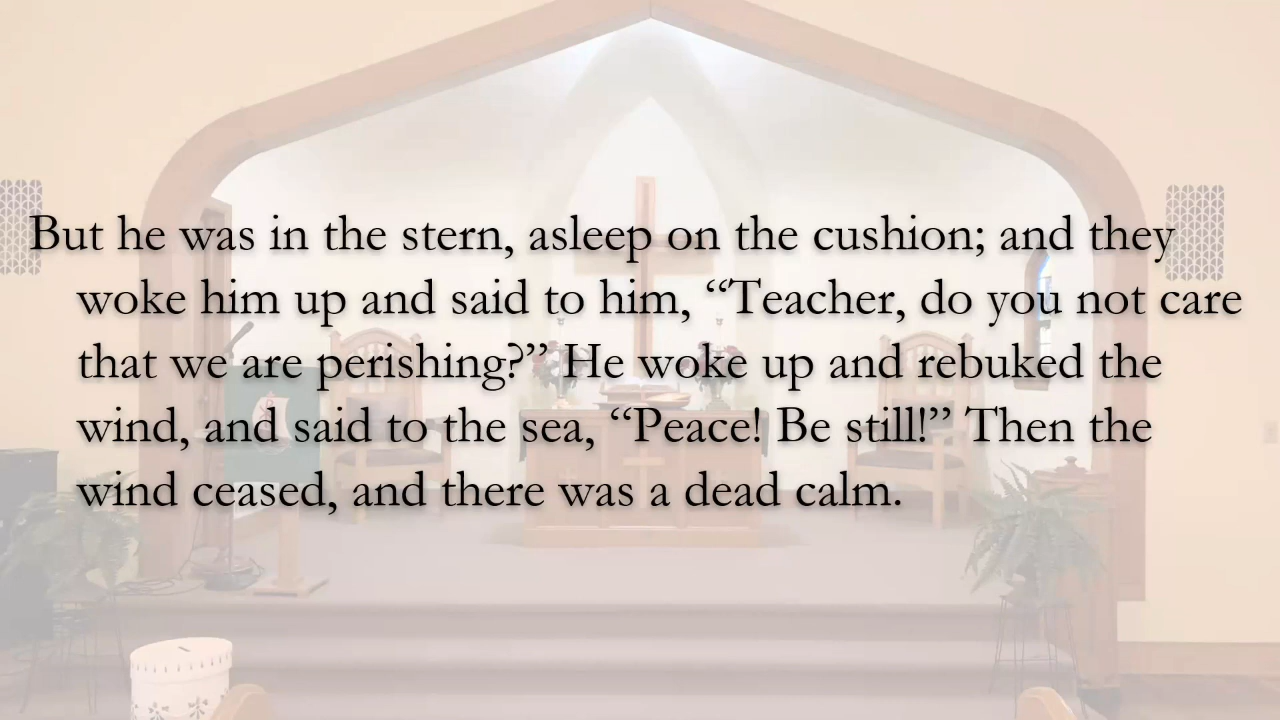 But he was in the stern, asleep on the cushion; and they
woke him up and said to him, “Teacher, do you not care
that we are perishing?” He woke up and rebuked the
wind, and said to the sea, “Peace! Be still!” Then the
wind ceased, and there was a dead calm.